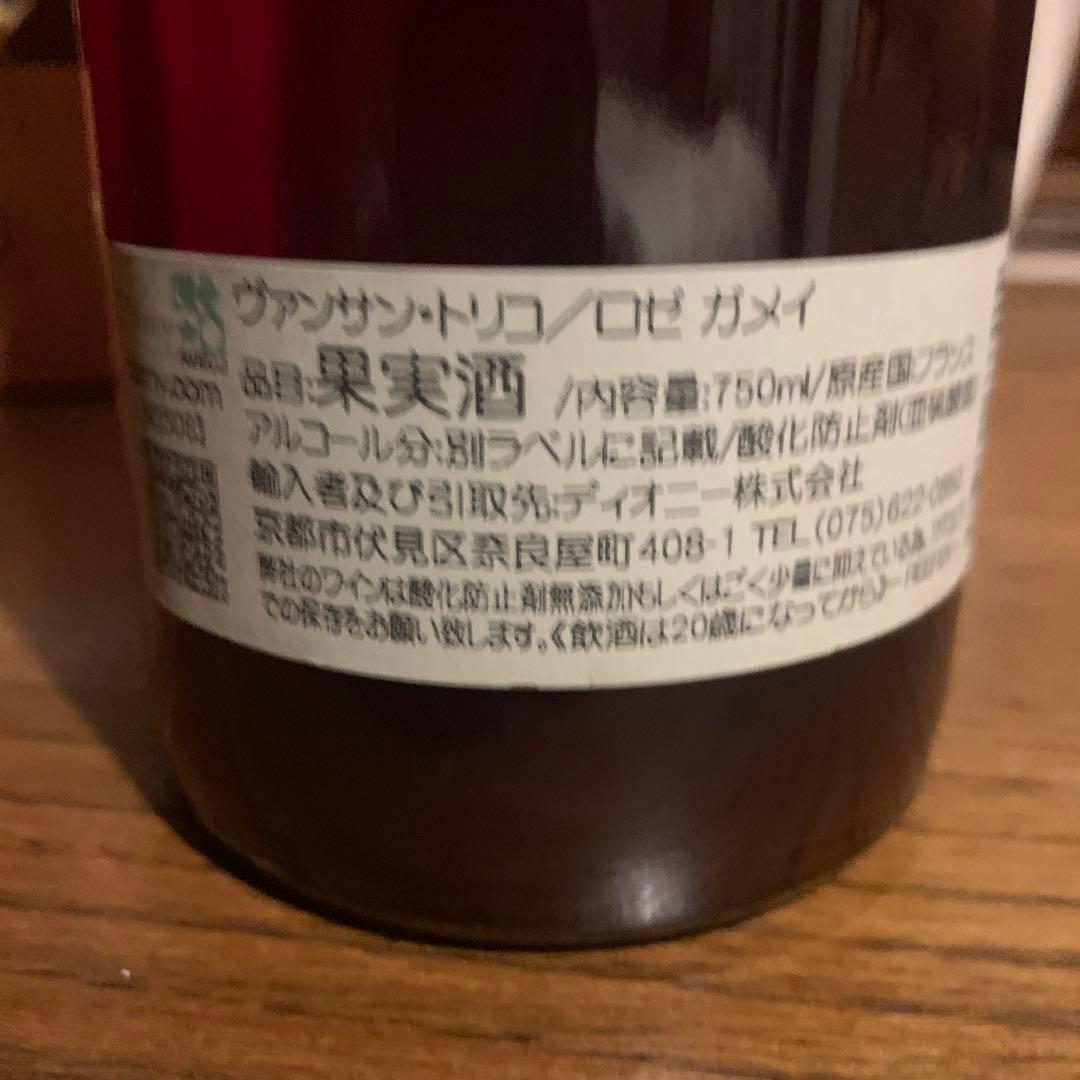 ヴァンサン・トリコ／ロゼ ガメイ
品目:果実酒 /内容量:750ml/原産国:フランス
アルコール分:別ラベルに記載/酸化防止剤(亜硫酸塩)
輸入者及び引取先:ディオニー株式会社
京都市伏見区奈良屋町408-1 TEL(075)622-
弊社のワインは酸化防止剤無添加もしくはごく少量に抑えている為、
での保存をお願い致します。《飲酒は20歳になってから》
.com